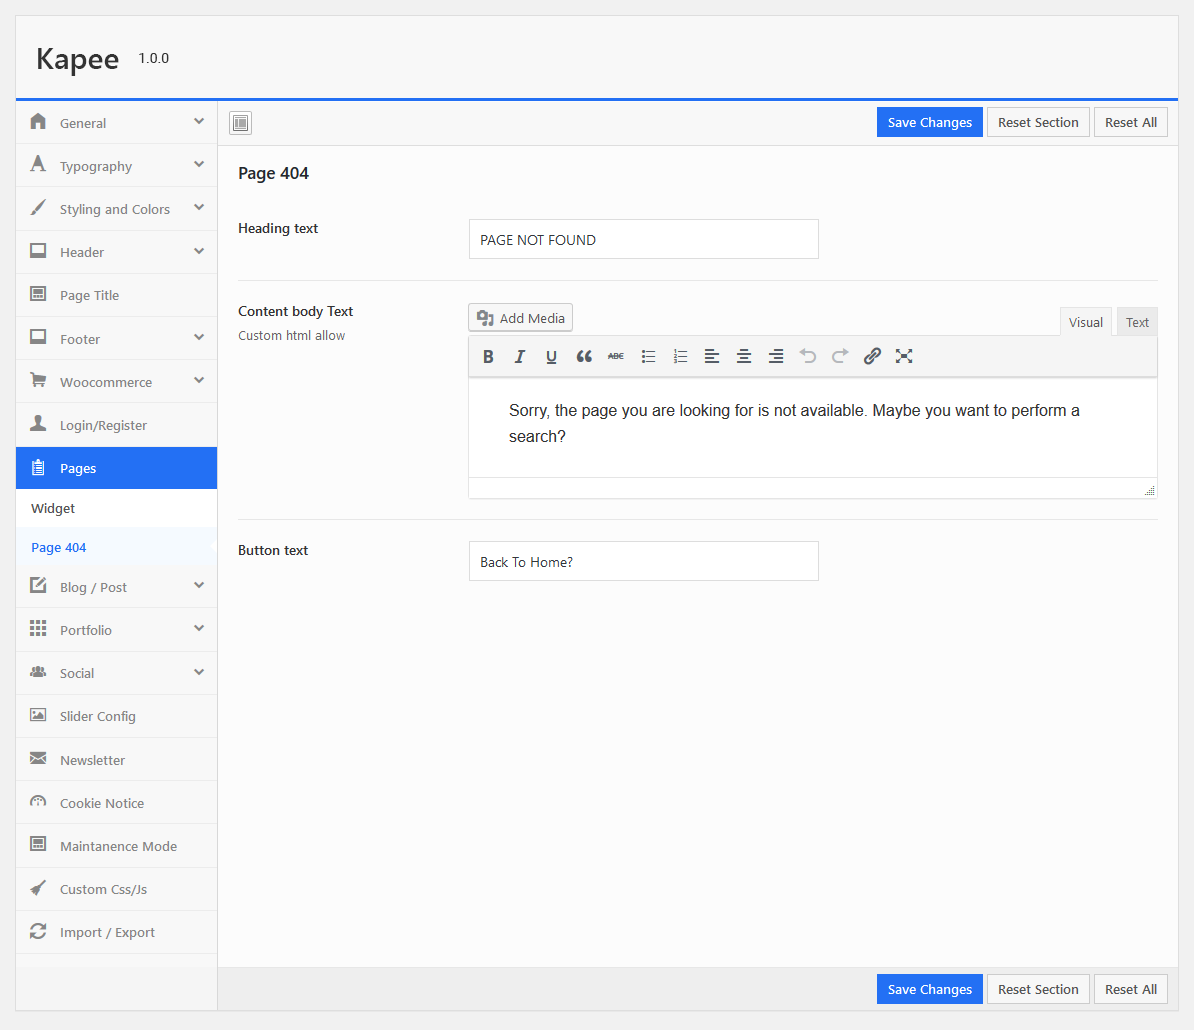 Kapee 1.0.0
General
Typography
Styling and Colors
Header
Page Title
Footer
Woocommerce
Login/Register
Pages
Widget
Page 404
Blog / Post
Portfolio
Social
Slider Config
Newsletter
Cookie Notice
Maintanence Mode
Custom Css/Js
Import / Export
Save Changes Reset Section Reset All
Page 404
Heading text
PAGE NOT FOUND
Content body Text
Custom html allow
Add Media
Visual Text
B I U ABC
Sorry, the page you are looking for is not available. Maybe you want to perform a
search?
Button text
Back To Home?
Save Changes Reset Section Reset All